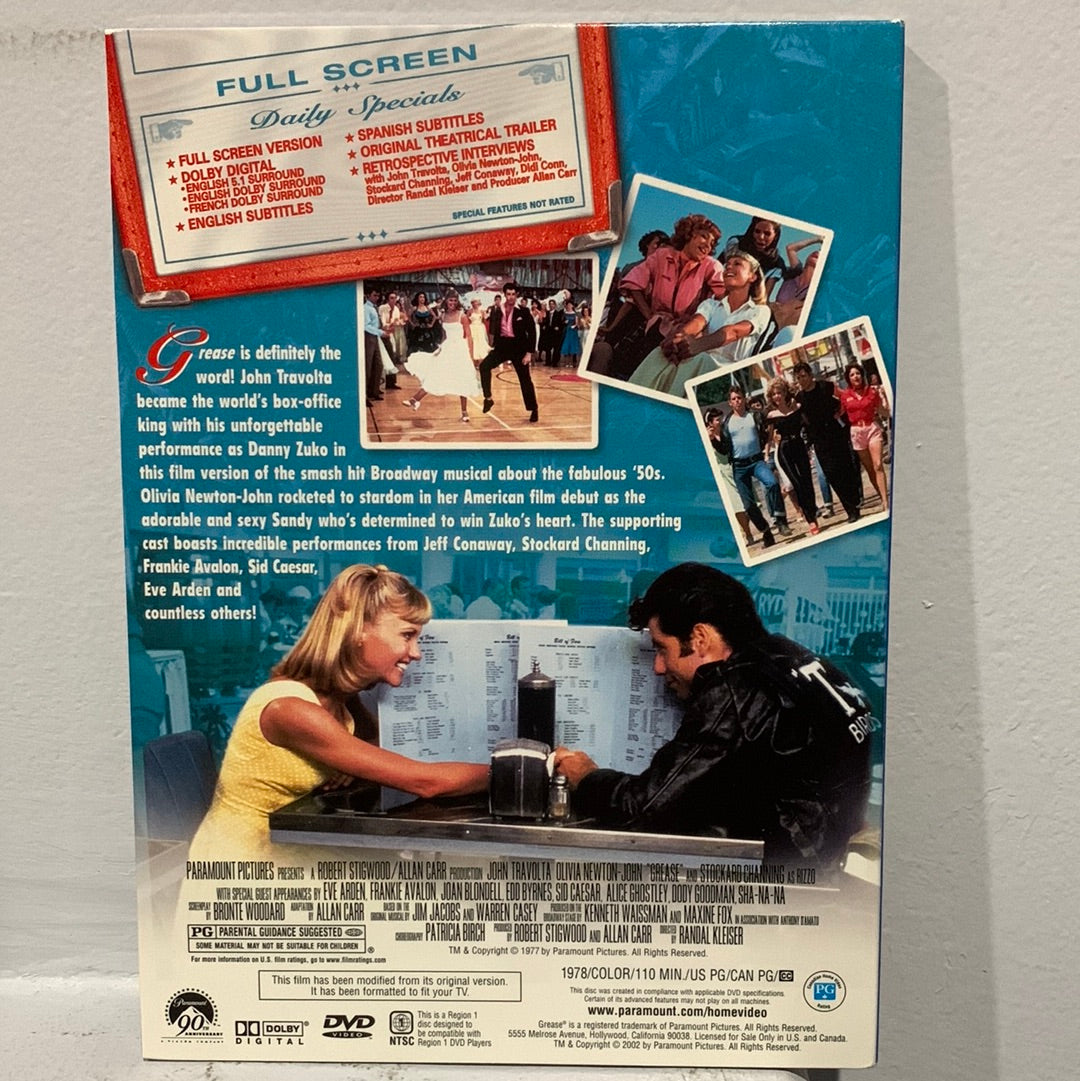 FULL SCREEN
Daily Specials
★ FULL SCREEN VERSION
★ DOLBY DIGITAL
• ENGLISH 5.1 SURROUND
• ENGLISH DOLBY SURROUND
• FRENCH DOLBY SURROUND
★ ENGLISH SUBTITLES
★ SPANISH SUBTITLES
★ ORIGINAL THEATRICAL TRAILER
★ RETROSPECTIVE INTERVIEWS
with John Travolta, Olivia Newton-John,
Stockard Channing, Jeff Conaway, Didi Conn,
Director Randal Kleiser and Producer Allan Carr
SPECIAL FEATURES NOT RATED
Grease is definitely the
word! John Travolta
became the world's box-office
king with his unforgettable
performance as Danny Zuko in
this film version of the smash hit Broadway musical about the fabulous '50s.
Olivia Newton-John rocketed to stardom in her American film debut as the
adorable and sexy Sandy who's determined to win Zuko's heart. The supporting
cast boasts incredible performances from Jeff Conaway, Stockard Channing,
Frankie Avalon, Sid Caesar,
Eve Arden and
countless others!
Bill of Fare
Bill of Fare
T
BIRDS
PARAMOUNT PICTURES PRESENTS A ROBERT STIGWOOD/ALLAN CARR PRODUCTION JOHN TRAVOLTA OLIVIA NEWTON-JOHN "GREASE" AND STOCKARD CHANNING AS RIZZO
WITH SPECIAL GUEST APPEARANCES BY EVE ARDEN, FRANKIE AVALON, JOAN BLONDELL, EDD BYRNES, SID CAESAR, ALICE GHOSTLEY, DODY GOODMAN, SHA-NA-NA
SCREENPLAY BY BRONTE WOODARD ADAPTATION BY ALLAN CARR BASED ON THE ORIGINAL MUSICAL BY JIM JACOBS AND WARREN CASEY PRODUCED ON THE BROADWAY STAGE BY KENNETH WAISSMAN AND MAXINE FOX IN ASSOCIATION WITH ANTHONY D'AMATO
CHOREOGRAPHY PATRICIA BIRCH PRODUCED BY ROBERT STIGWOOD AND ALLAN CARR DIRECTED BY RANDAL KLEISER
PG PARENTAL GUIDANCE SUGGESTED
SOME MATERIAL MAY NOT BE SUITABLE FOR CHILDREN ®
TM & Copyright © 1977 by Paramount Pictures. All Rights Reserved.
For more information on U.S. film ratings, go to www.filmratings.com
This film has been modified from its original version.
It has been formatted to fit your TV.
1978/COLOR/110 MIN./US PG/CAN PG/CC
This disc was created in compliance with applicable DVD specifications.
Certain of its advanced features may not play on all machines.
www.paramount.com/homevideo
Canadian Home Video
PG
Rated
Paramount
90TH
ANNIVERSARY
DOLBY
DIGITAL
DVD
VIDEO
1
NTSC
This is a Region 1
disc designed to
be compatible with
Region 1 DVD Players
Grease® is a registered trademark of Paramount Pictures. All Rights Reserved.
5555 Melrose Avenue, Hollywood, California 90038. Licensed for Sale Only in U.S. and Canada.
TM & Copyright © 2002 by Paramount Pictures. All Rights Reserved.